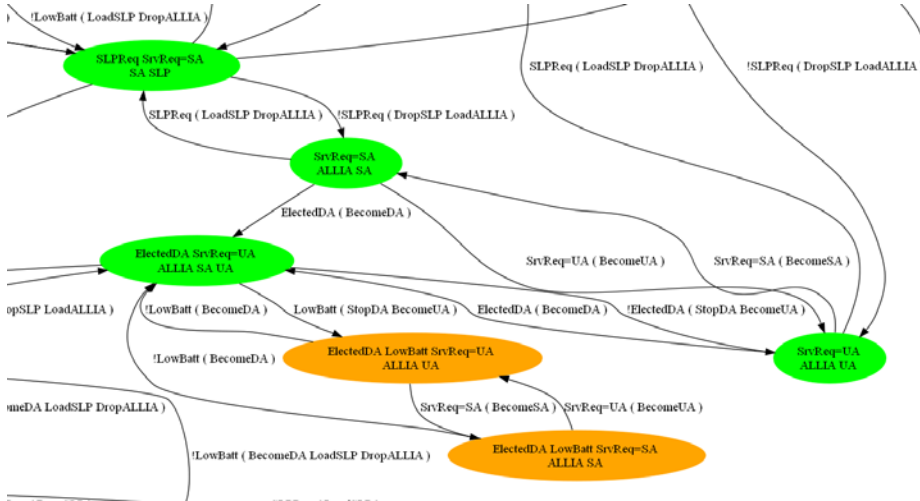 !LowBatt ( LoadSLP DropALLIA )
SLPReq SrvReq=SA
SA SLP
SLPReq ( LoadSLP DropALLIA )
!SLPReq ( DropSLP LoadALLIA )
SLPReq ( LoadSLP DropALLIA )
!SLPReq ( DropSLP LoadALLIA )
SrvReq=SA
ALLIA SA
ElectedDA ( BecomeDA )
ElectedDA SrvReq=UA
ALLIA SA UA
SrvReq=UA ( BecomeUA )
SrvReq=SA ( BecomeSA )
opSLP LoadALLIA )
!LowBatt ( BecomeDA )
LowBatt ( StopDA BecomeUA )
ElectedDA ( BecomeDA )
!ElectedDA ( StopDA BecomeUA )
ElectedDA LowBatt SrvReq=UA
ALLIA UA
SrvReq=UA
ALLIA UA
!LowBatt ( BecomeDA )
omeDA LoadSLP DropALLIA )
SrvReq=SA ( BecomeSA )
SrvReq=UA ( BecomeUA )
!LowBatt ( BecomeDA LoadSLP DropALLIA )
ElectedDA LowBatt SrvReq=SA
ALLIA SA